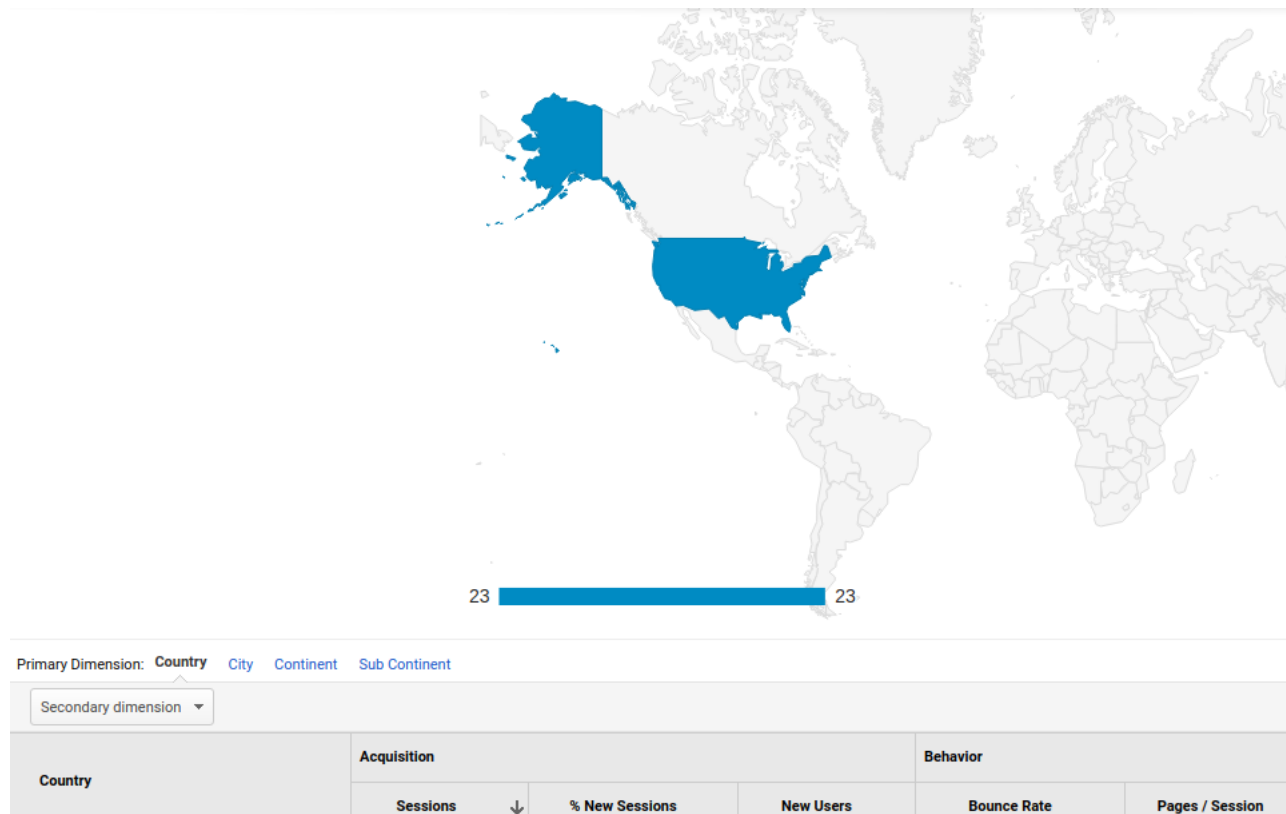 23 23
Primary Dimension: Country City Continent Sub Continent
Secondary dimension
Acquisition Behavior
Country
Sessions % New Sessions New Users Bounce Rate Pages / Session